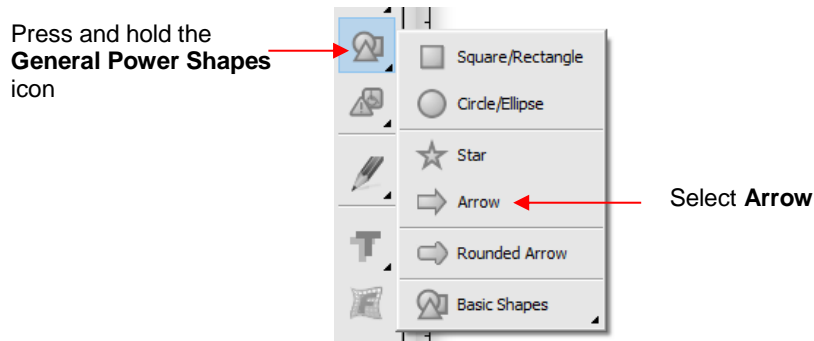 Press and hold the
General Power Shapes
icon
Square/Rectangle
Circle/Ellipse
Star
Arrow
Select Arrow
Rounded Arrow
Basic Shapes